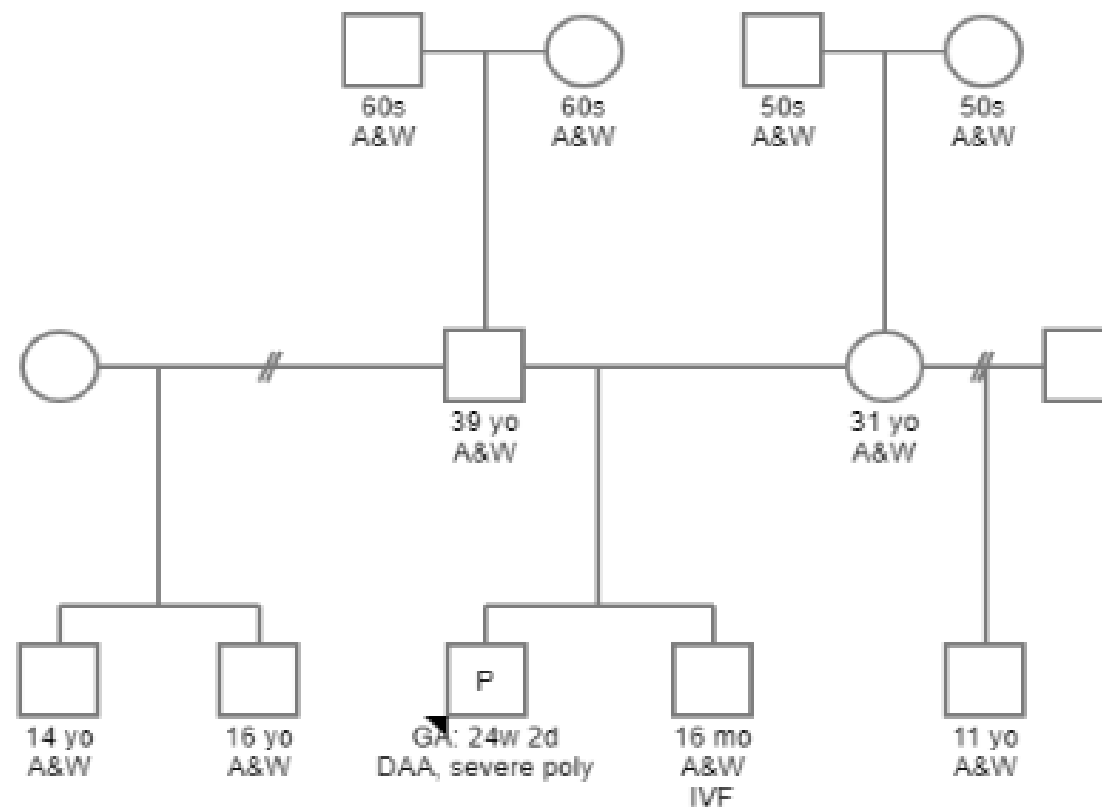 60s
A&W
60s
A&W
50s
A&W
50s
A&W
39 yo
A&W
31 yo
A&W
14 yo
A&W
16 yo
A&W
P
GA: 24w 2d
DAA, severe poly
16 mo
A&W
IVF
11 yo
A&W